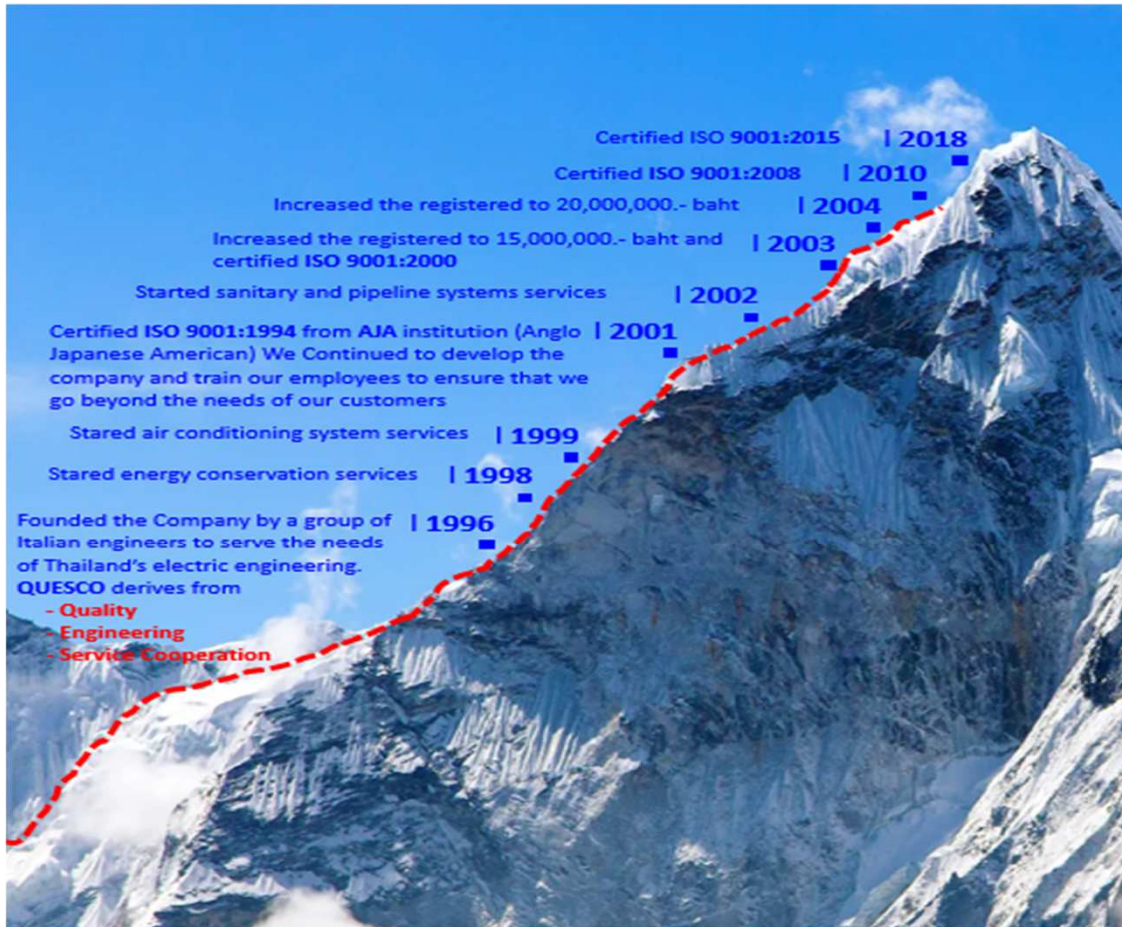 Certified ISO 9001:2015 | 2018
Certified ISO 9001:2008 | 2010
Increased the registered to 20,000,000.- baht | 2004
Increased the registered to 15,000,000.- baht and | 2003
certified ISO 9001:2000
Started sanitary and pipeline systems services | 2002
Certified ISO 9001:1994 from AJA institution (Anglo | 2001
Japanese American) We Continued to develop the
company and train our employees to ensure that we
go beyond the needs of our customers
Stared air conditioning system services | 1999
Stared energy conservation services | 1998
Founded the Company by a group of | 1996
Italian engineers to serve the needs
of Thailand's electric engineering.
QUESCO derives from
- Quality
- Engineering
- Service Cooperation